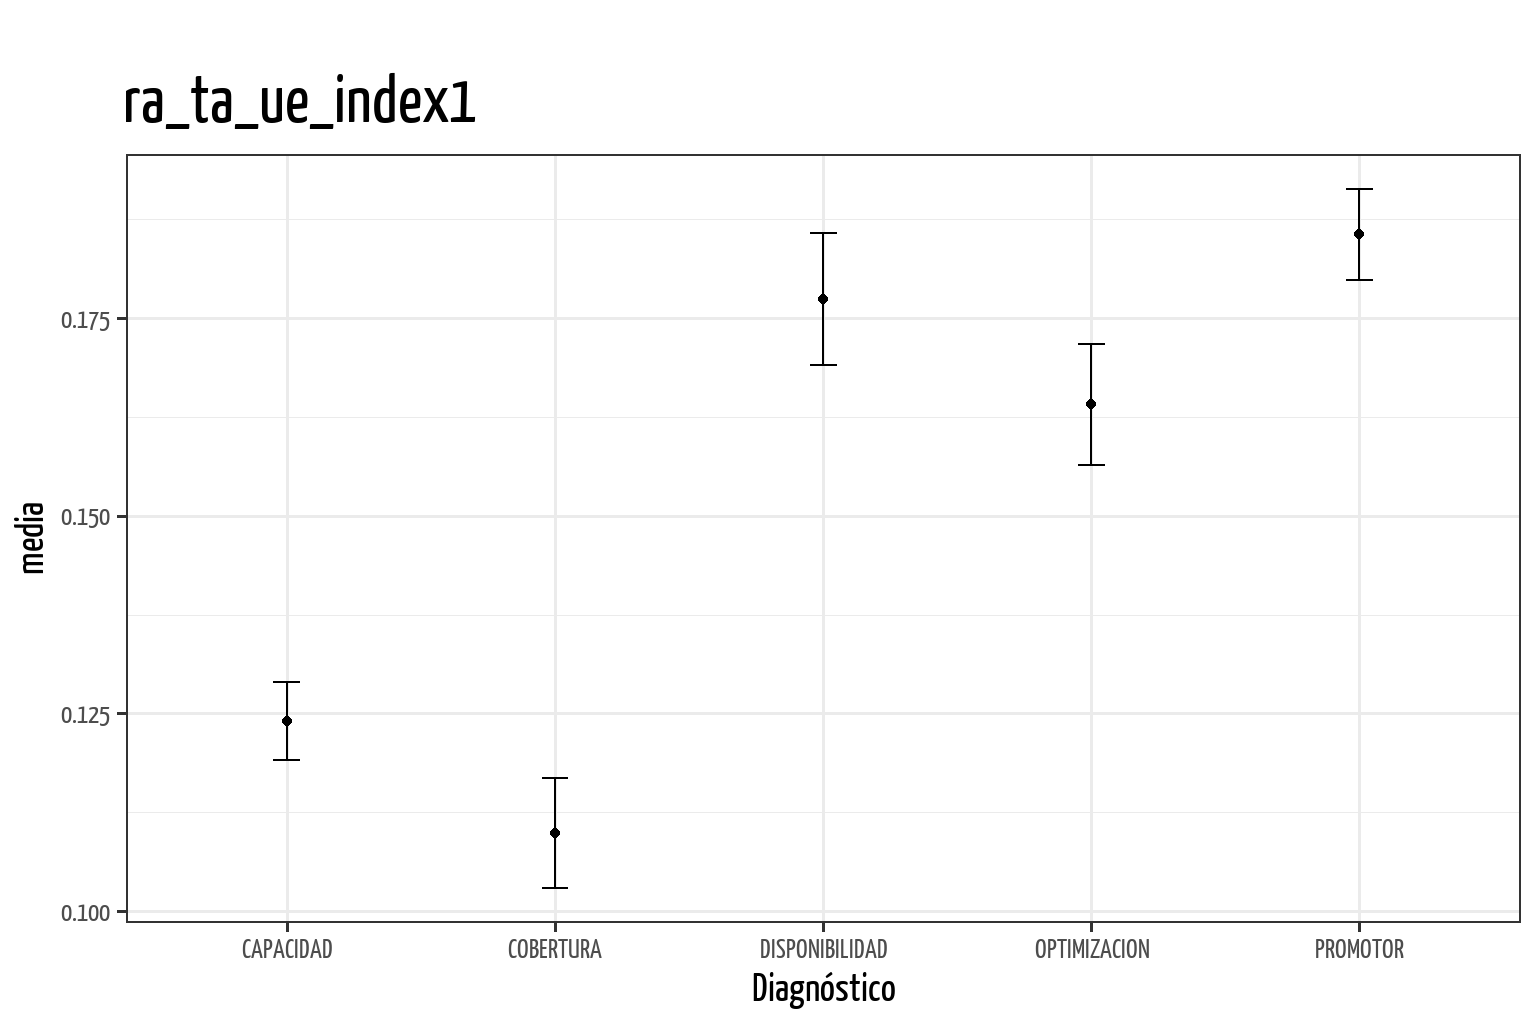 ra_ta_ue_index1
media
0.175
0.150
0.125
0.100
CAPACIDAD COBERTURA DISPONIBILIDAD OPTIMIZACION PROMOTOR
Diagnóstico